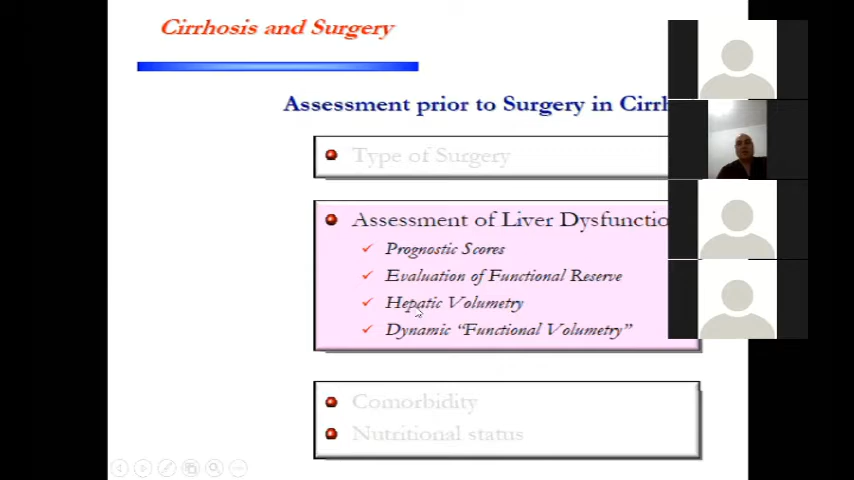 Cirrhosis and Surgery
Assessment prior to Surgery in Cirrh
Type of Surgery
Assessment of Liver Dysfunctio
Prognostic Scores
Evaluation of Functional Reserve
Hepatic Volumetry
Dynamic “Functional Volumetry”
Comorbidity
Nutritional status